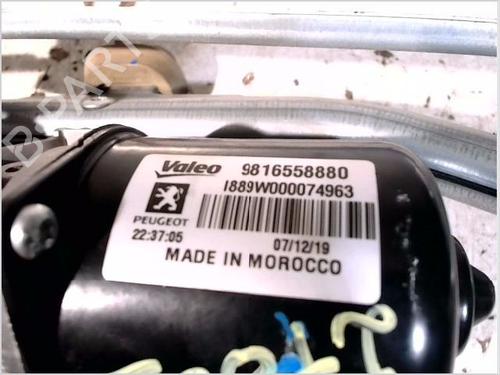 Valeo 9816558880
I889W000074963
PEUGEOT
22:37:05 07/12/19
MADE IN MOROCCO